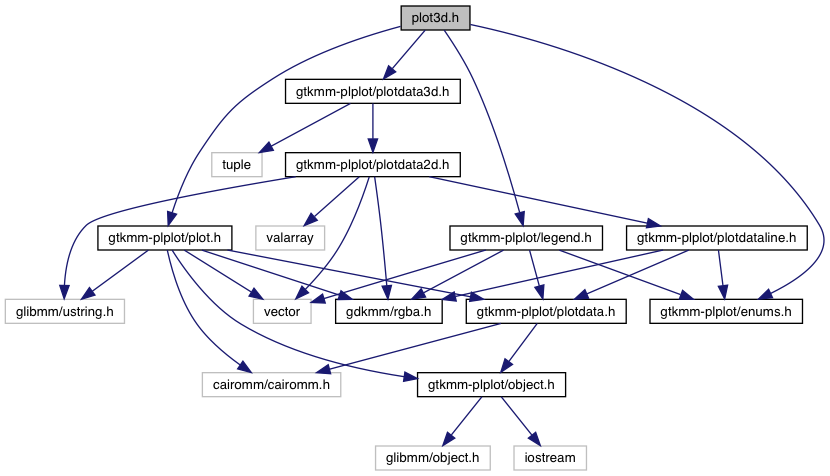 plot3d.h
gtkmm-plplot/plotdata3d.h
tuple
gtkmm-plplot/plotdata2d.h
gtkmm-plplot/plot.h
valarray
gtkmm-plplot/legend.h
gtkmm-plplot/plotdataline.h
glibmm/ustring.h
vector
gdkmm/rgba.h
gtkmm-plplot/plotdata.h
gtkmm-plplot/enums.h
cairomm/cairomm.h
gtkmm-plplot/object.h
glibmm/object.h
iostream